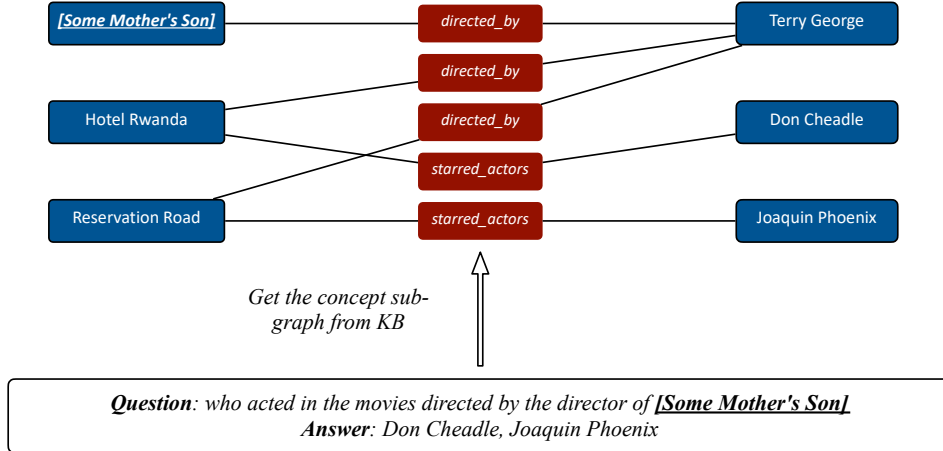 [Some Mother's Son]
directed_by
Terry George
directed_by
Hotel Rwanda
directed_by
Don Cheadle
starred_actors
Reservation Road
starred_actors
Joaquin Phoenix
Get the concept sub-
graph from KB
Question: who acted in the movies directed by the director of [Some Mother's Son]
Answer: Don Cheadle, Joaquin Phoenix